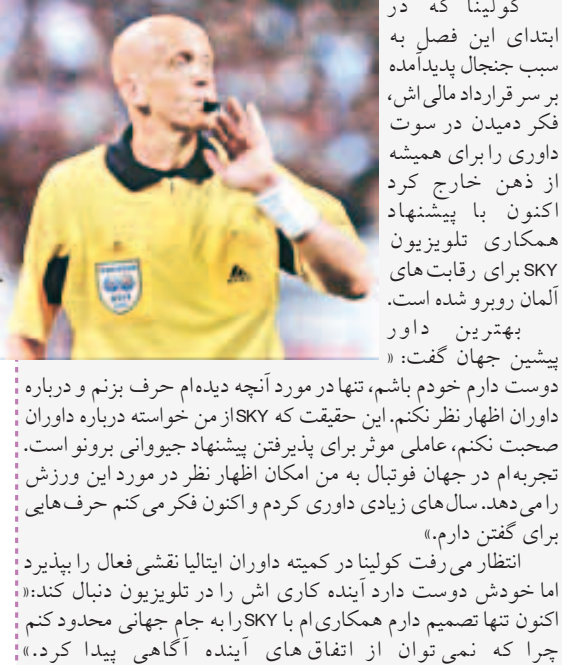 کولینا که در
ابتدای این فصل به
سبب جنجال پدیدآمده
بر سر قرارداد مالی‌اش،
فکر دمیدن در سوت
داوری را برای همیشه
از ذهن خارج کرد
اکنون با پیشنهاد
همکاری تلویزیون
SKY برای رقابت‌های
آلمان روبرو شده است.
بهترین داور
پیشین جهان گفت: «
دوست دارم خودم باشم، تنها در مورد آنچه دیده‌ام حرف بزنم و درباره
داوران اظهار نظر نکنم. این حقیقت که SKY از من خواسته درباره داوران
صحبت نکنم، عاملی موثر برای پذیرفتن پیشنهاد جیووانی برونو است.
تجربه‌ام در جهان فوتبال به من امکان اظهار نظر در مورد این ورزش
را می‌دهد. سال‌های زیادی داوری کردم و اکنون فکر می‌کنم حرف‌هایی
برای گفتن دارم.»
انتظار می‌رفت کولینا در کمیته داوران ایتالیا نقشی فعال را بپذیرد
اما خودش دوست دارد آینده کاری اش را در تلویزیون دنبال کند:«
اکنون تنها تصمیم دارم همکاری‌ام با SKY را به جام جهانی محدود کنم
چرا که نمی‌توان از اتفاق‌های آینده آگاهی پیدا کرد.»